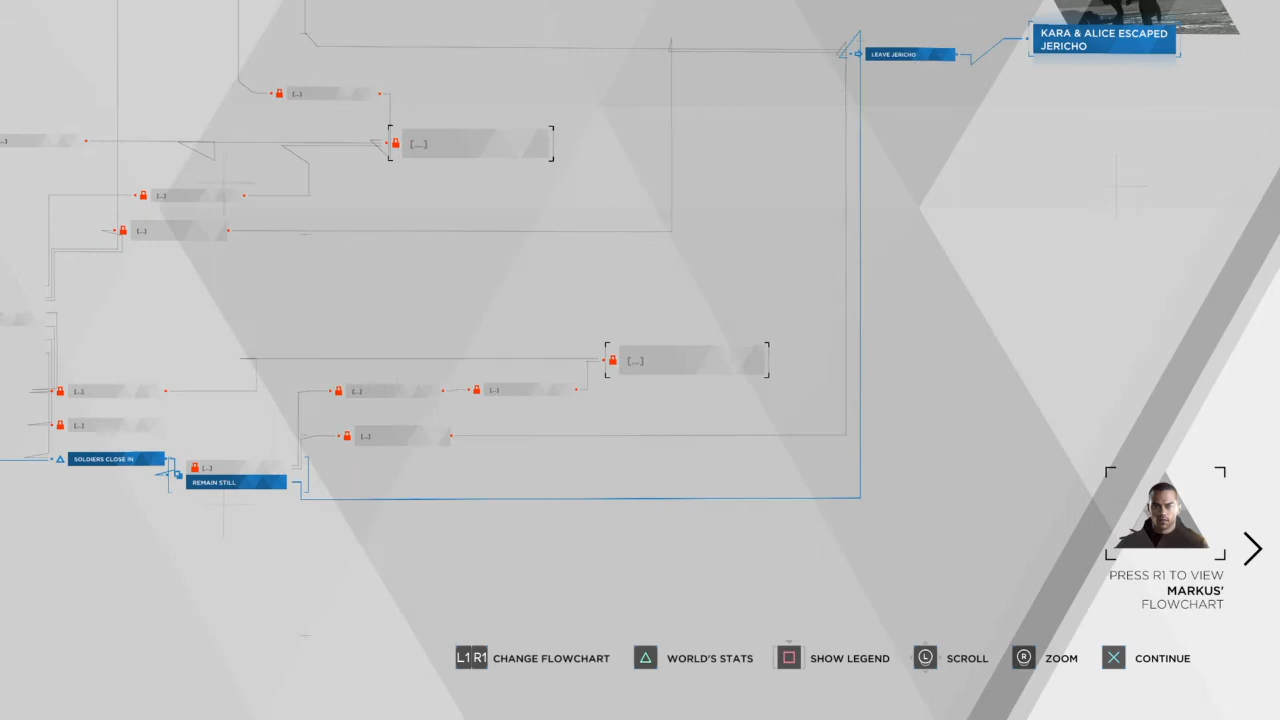 KARA & ALICE ESCAPED
JERICHO
LEAVE JERICHO
[...]
[...]
[...]
[...]
[...]
[...]
[...]
[...]
[...]
[...]
[...]
SOLDIERS CLOSE IN
[...]
REMAIN STILL
PRESS R1 TO VIEW
MARKUS'
FLOWCHART
L1 R1 CHANGE FLOWCHART
WORLD'S STATS
SHOW LEGEND
L SCROLL
R ZOOM
CONTINUE